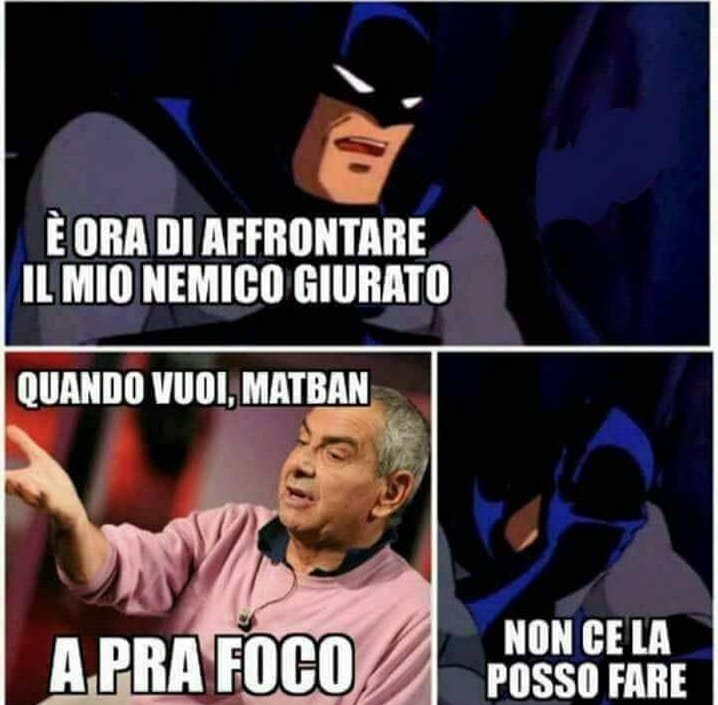 È ORA DI AFFRONTARE
IL MIO NEMICO GIURATO
QUANDO VUOI, MATBAN
A PRA FOCO
NON CE LA
POSSO FARE